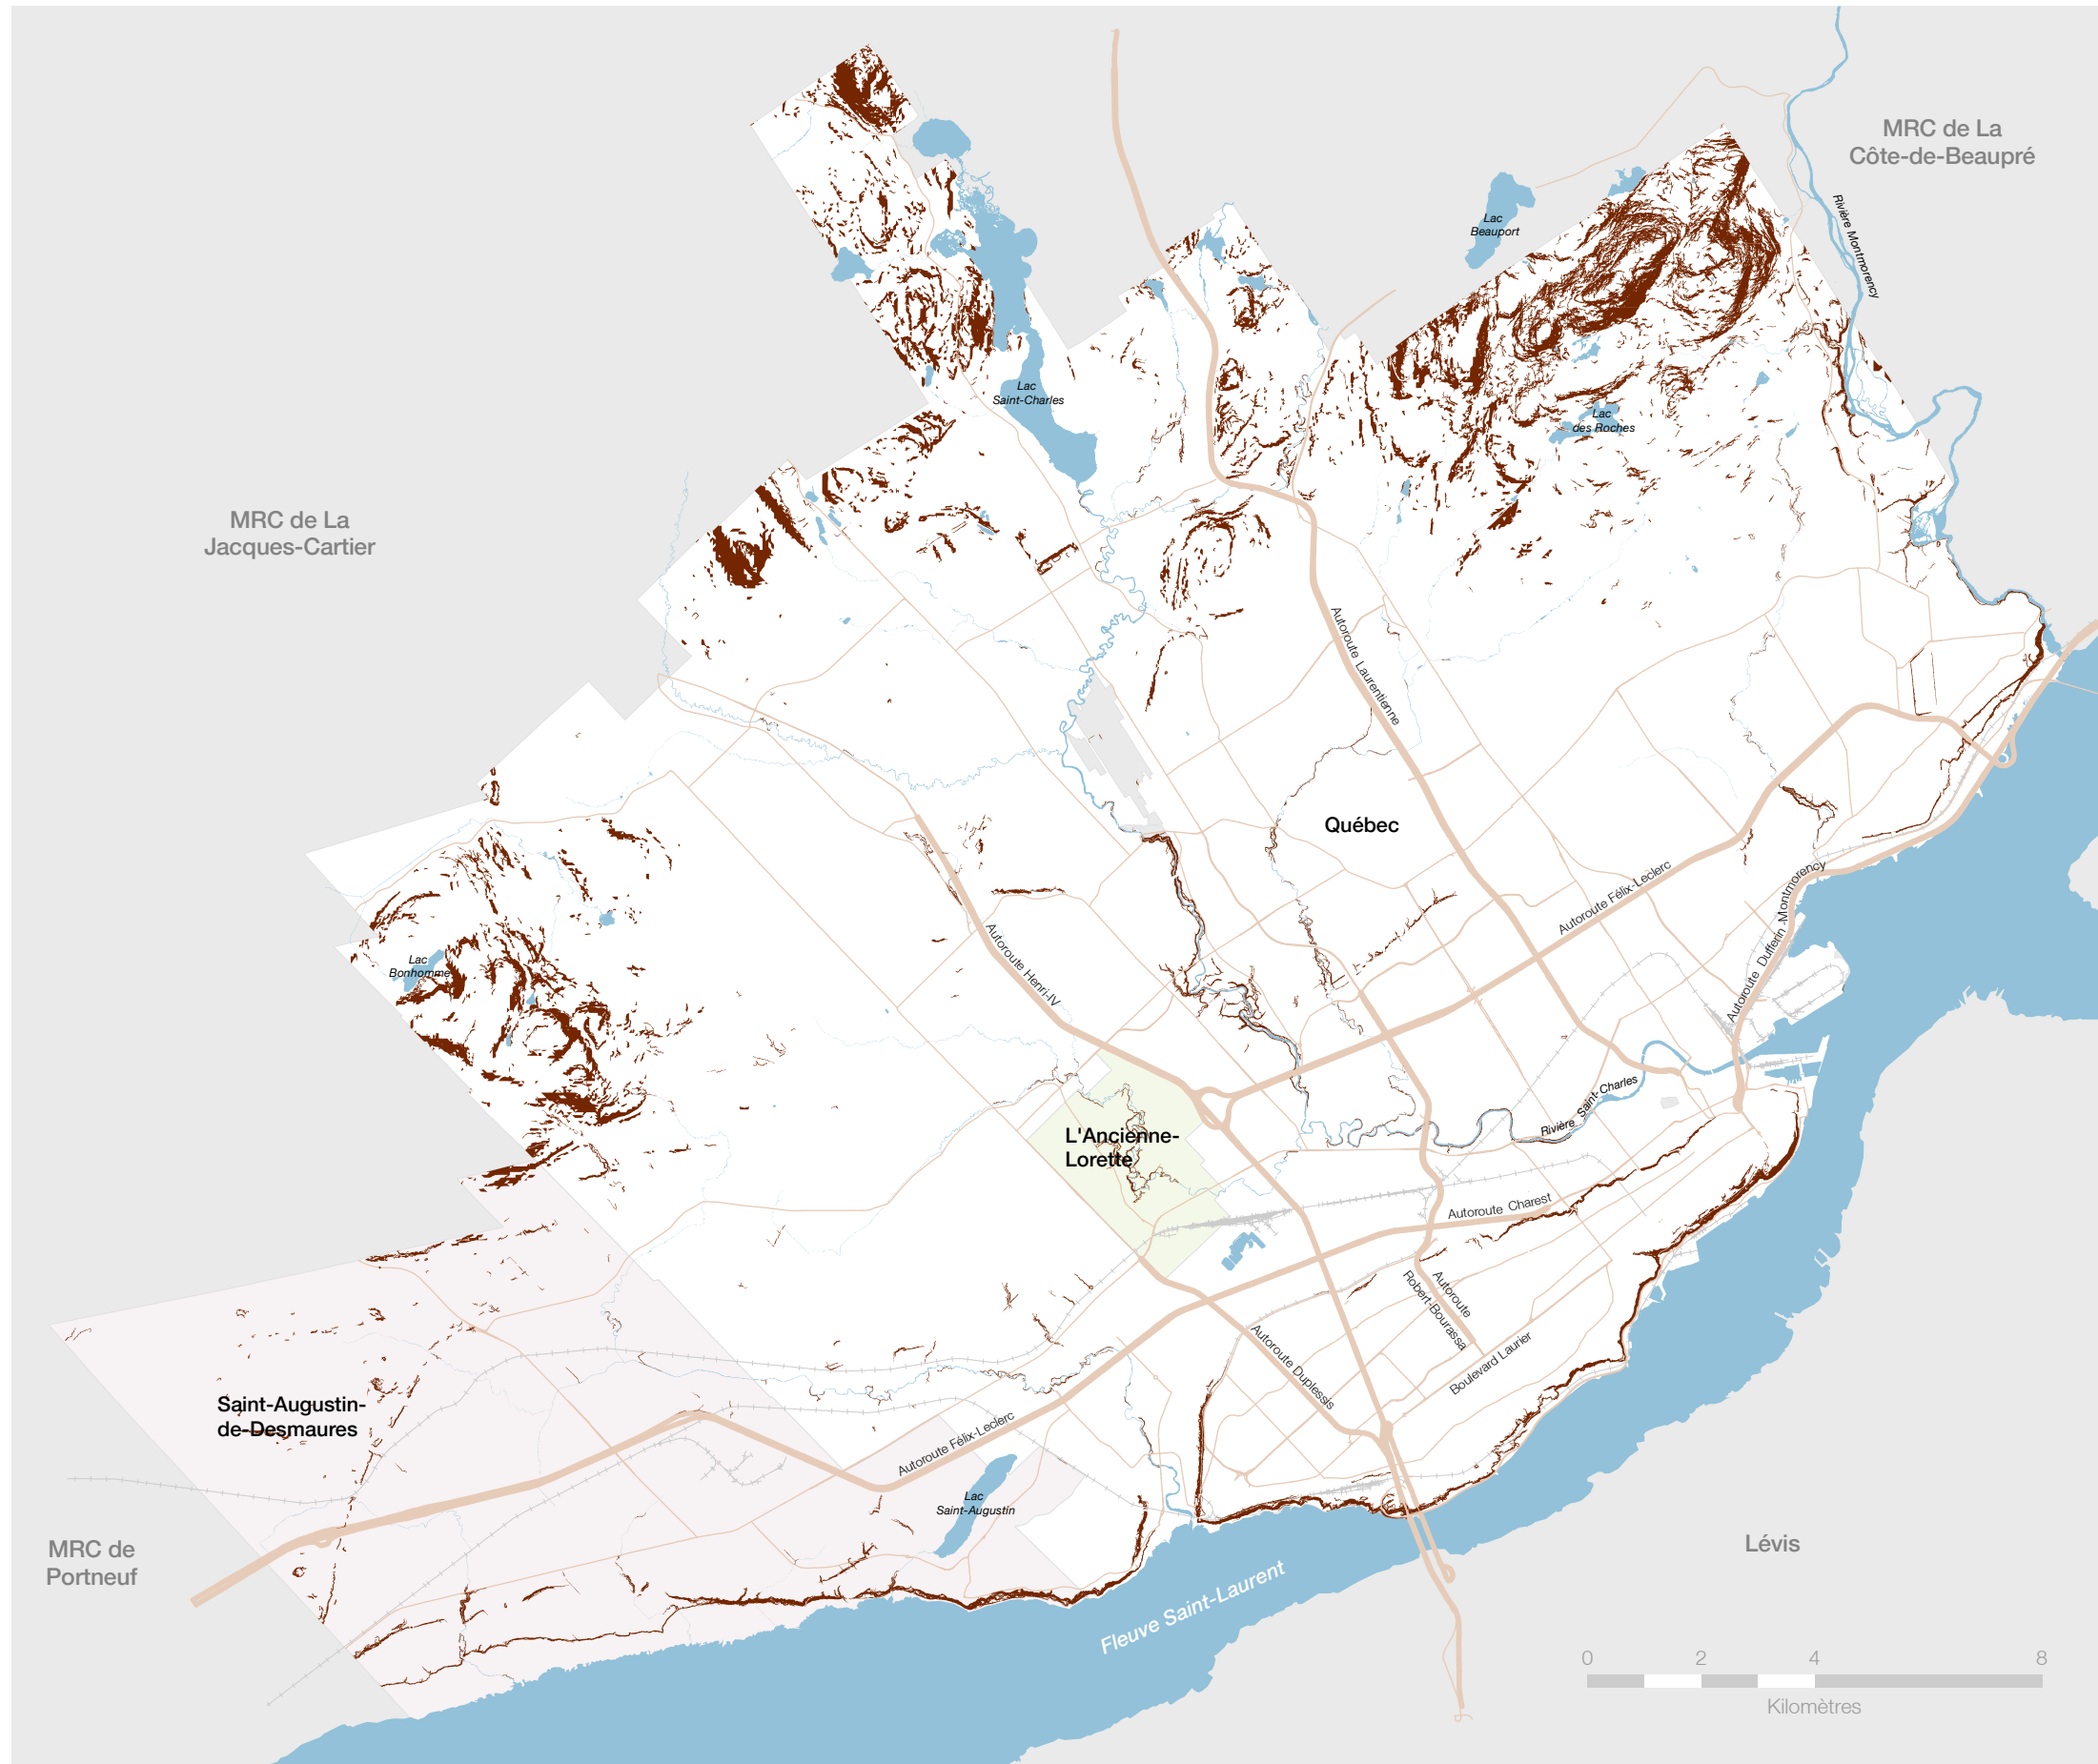 MRC de La
Côte-de-Beaupré
Rivière Montmorency
Lac
Beauport
Lac
Saint-Charles
Lac
des Roches
MRC de La
Jacques-Cartier
Autoroute Laurentienne
Québec
Autoroute Félix-Leclerc
Autoroute Dufferin -Montmorency
Autoroute Henri-IV
Lac
Bonhomme
Rivière Saint-Charles
L'Ancienne-
Lorette
Autoroute Charest
Autoroute
Robert-Bourassa
Autoroute Duplessis
Boulevard Laurier
Saint-Augustin-
de-Desmaures
Autoroute Félix-Leclerc
Lac
Saint-Augustin
MRC de
Portneuf
Lévis
Fleuve Saint-Laurent
0 2 4 8
Kilomètres